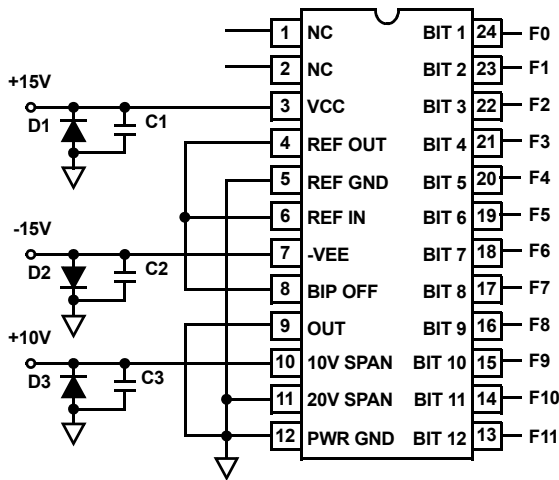 1 NC BIT 1 24 F0
2 NC BIT 2 23 F1
+15V
3 VCC BIT 3 22 F2
D1 C1
4 REF OUT BIT 4 21 F3
5 REF GND BIT 5 20 F4
6 REF IN BIT 6 19 F5
-15V
7 -VEE BIT 7 18 F6
D2 C2
8 BIP OFF BIT 8 17 F7
9 OUT BIT 9 16 F8
+10V
10 10V SPAN BIT 10 15 F9
D3 C3
11 20V SPAN BIT 11 14 F10
12 PWR GND BIT 12 13 F11